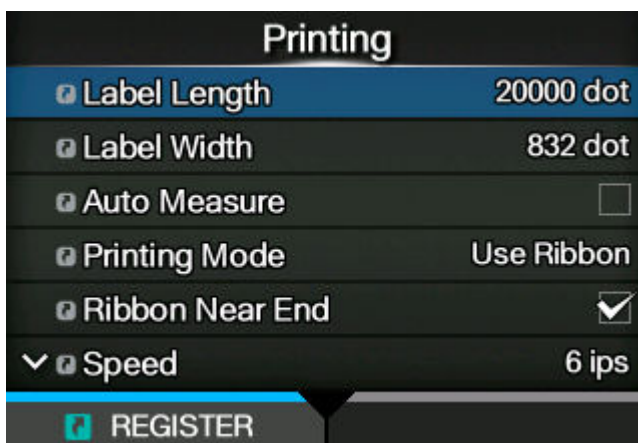 Printing
Label Length 20000 dot
Label Width 832 dot
Auto Measure
Printing Mode Use Ribbon
Ribbon Near End
Speed 6 ips
REGISTER